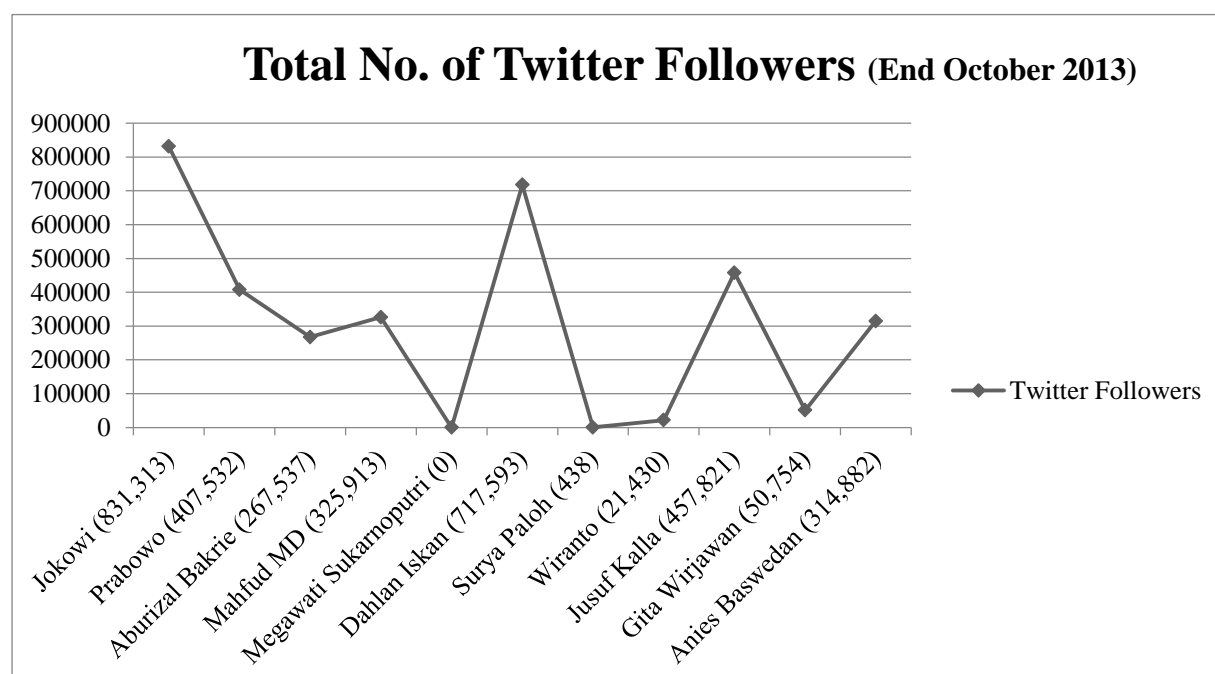 Total No. of Twitter Followers (End October 2013)
900000
800000
700000
600000
500000
400000
300000
200000
100000
0
Jokowi (831,313)
Prabowo (407,532)
Aburizal Bakrie (267,537)
Mahfud MD (325,913)
Megawati Sukarnoputri (0)
Dahlan Iskan (717,593)
Surya Paloh (438)
Wiranto (21,430)
Jusuf Kalla (457,821)
Gita Wirjawan (50,754)
Anies Baswedan (314,882)
Twitter Followers